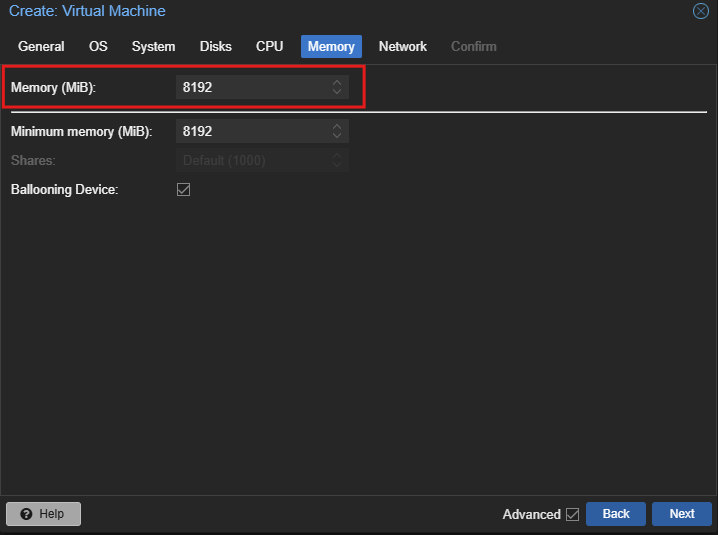 Create: Virtual Machine
General OS System Disks CPU Memory Network Confirm
Memory (MiB): 8192
Minimum memory (MiB): 8192
Shares: Default (1000)
Ballooning Device:
Help Advanced Back Next